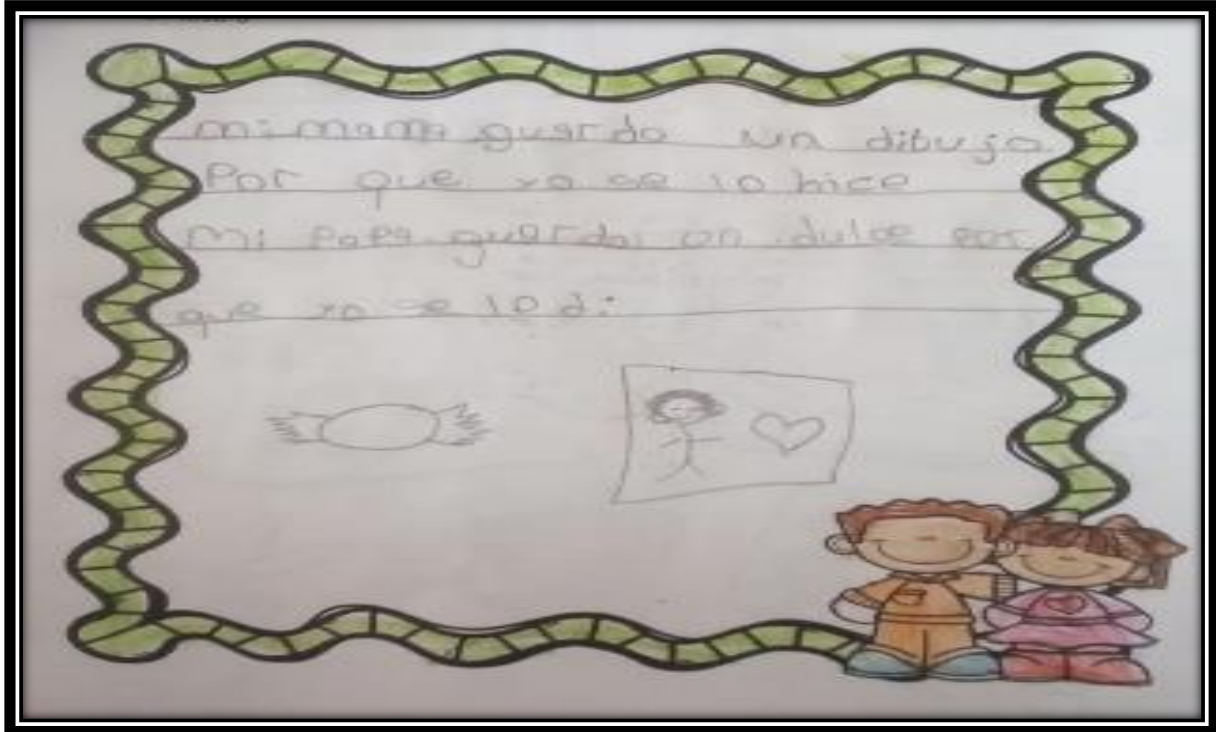 mi mama guardo un dibujo.
Por que yo se lo hice
mi papa guardo un dulce por
que yo se lo di